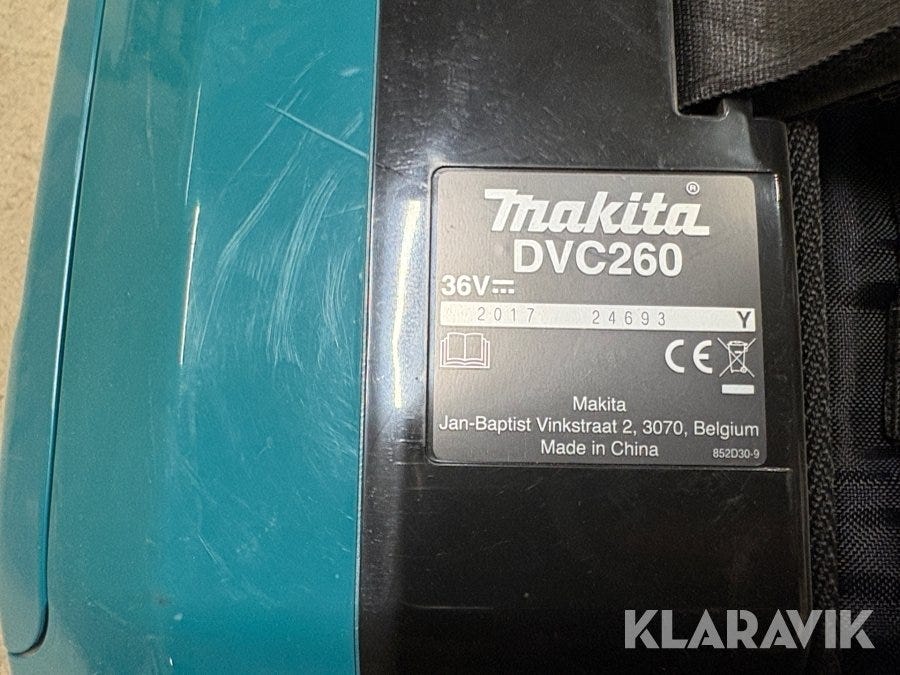 makita®
DVC260
36V
2017 24693 Y
CE
Makita
Jan-Baptist Vinkstraat 2, 3070, Belgium
Made in China
852D30-9
KLARAVIK